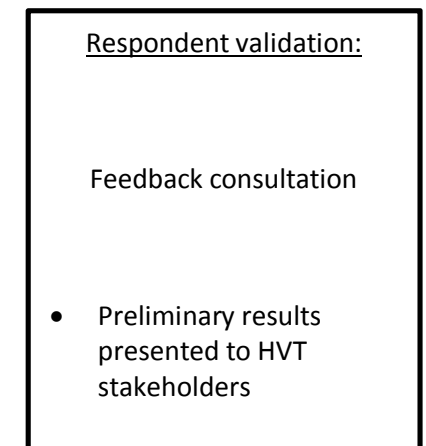 Respondent validation:
Feedback consultation
• Preliminary results
presented to HVT
stakeholders